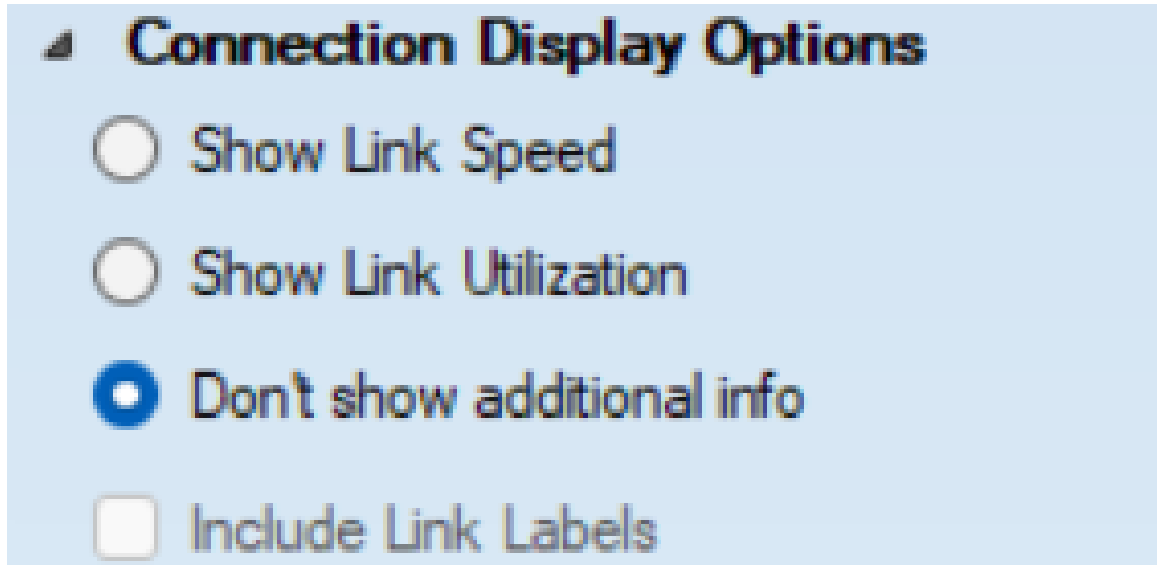 Connection Display Options
Show Link Speed
Show Link Utilization
Don't show additional info
Include Link Labels